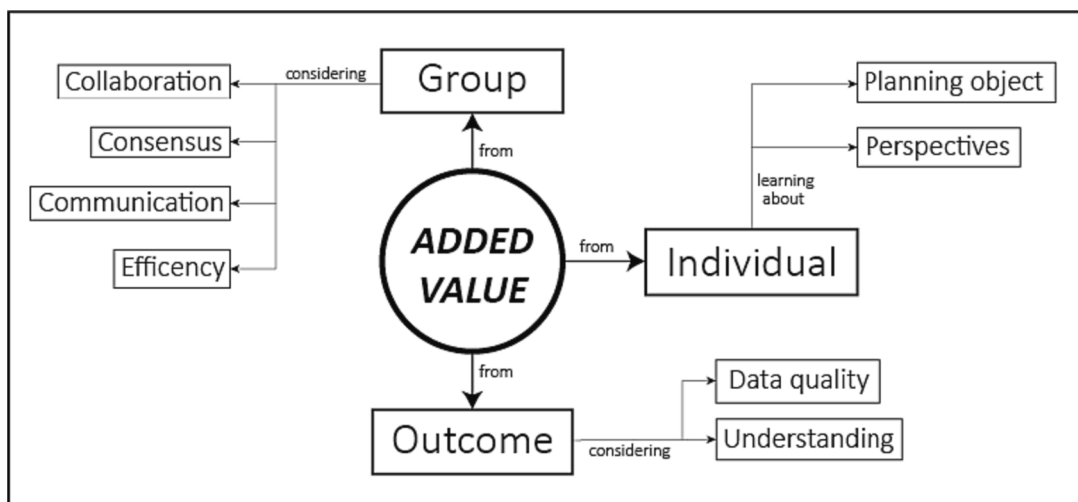 Collaboration
considering
Group
Planning object
Consensus
from
Perspectives
Communication
learning
about
ADDED
VALUE
from
Individual
Efficency
from
Data quality
Outcome
considering
Understanding